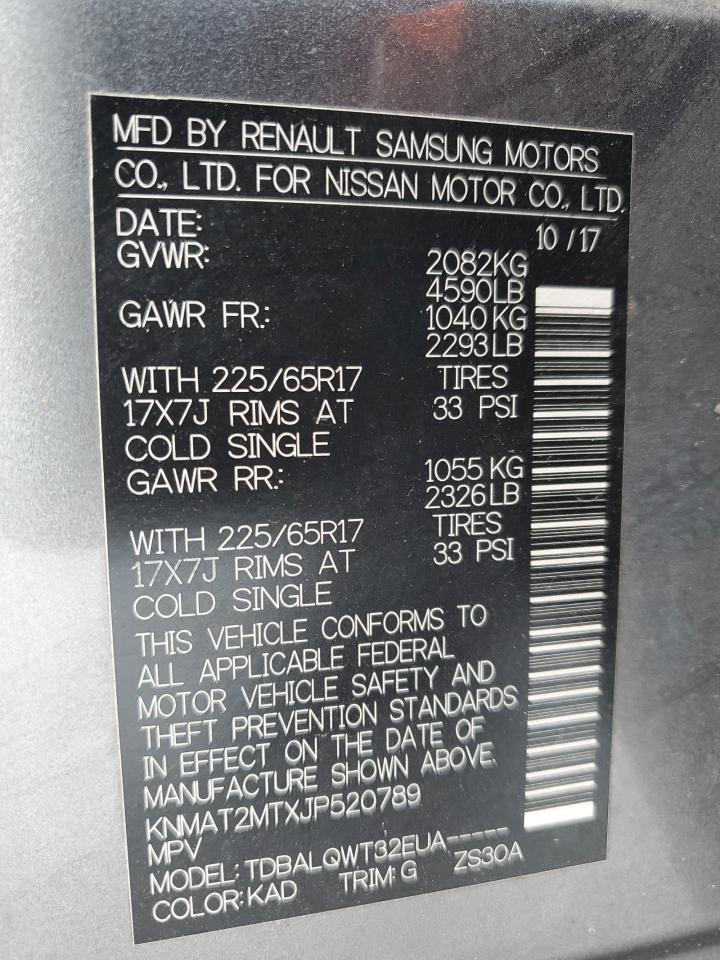 MFD BY RENAULT SAMSUNG MOTORS
CO., LTD. FOR NISSAN MOTOR CO., LTD.
DATE: 10 / 17
GVWR: 2082KG
4590LB
GAWR FR.: 1040 KG
2293LB
WITH 225/65R17 TIRES
17X7J RIMS AT 33 PSI
COLD SINGLE
GAWR RR.: 1055 KG
2326LB
WITH 225/65R17 TIRES
17X7J RIMS AT 33 PSI
COLD SINGLE
THIS VEHICLE CONFORMS TO
ALL APPLICABLE FEDERAL
MOTOR VEHICLE SAFETY AND
THEFT PREVENTION STANDARDS
IN EFFECT ON THE DATE OF
MANUFACTURE SHOWN ABOVE.
KNMAT2MTXJP520789
MPV
MODEL: TDBALQWT32EUA-----
COLOR: KAD TRIM: G ZS30A